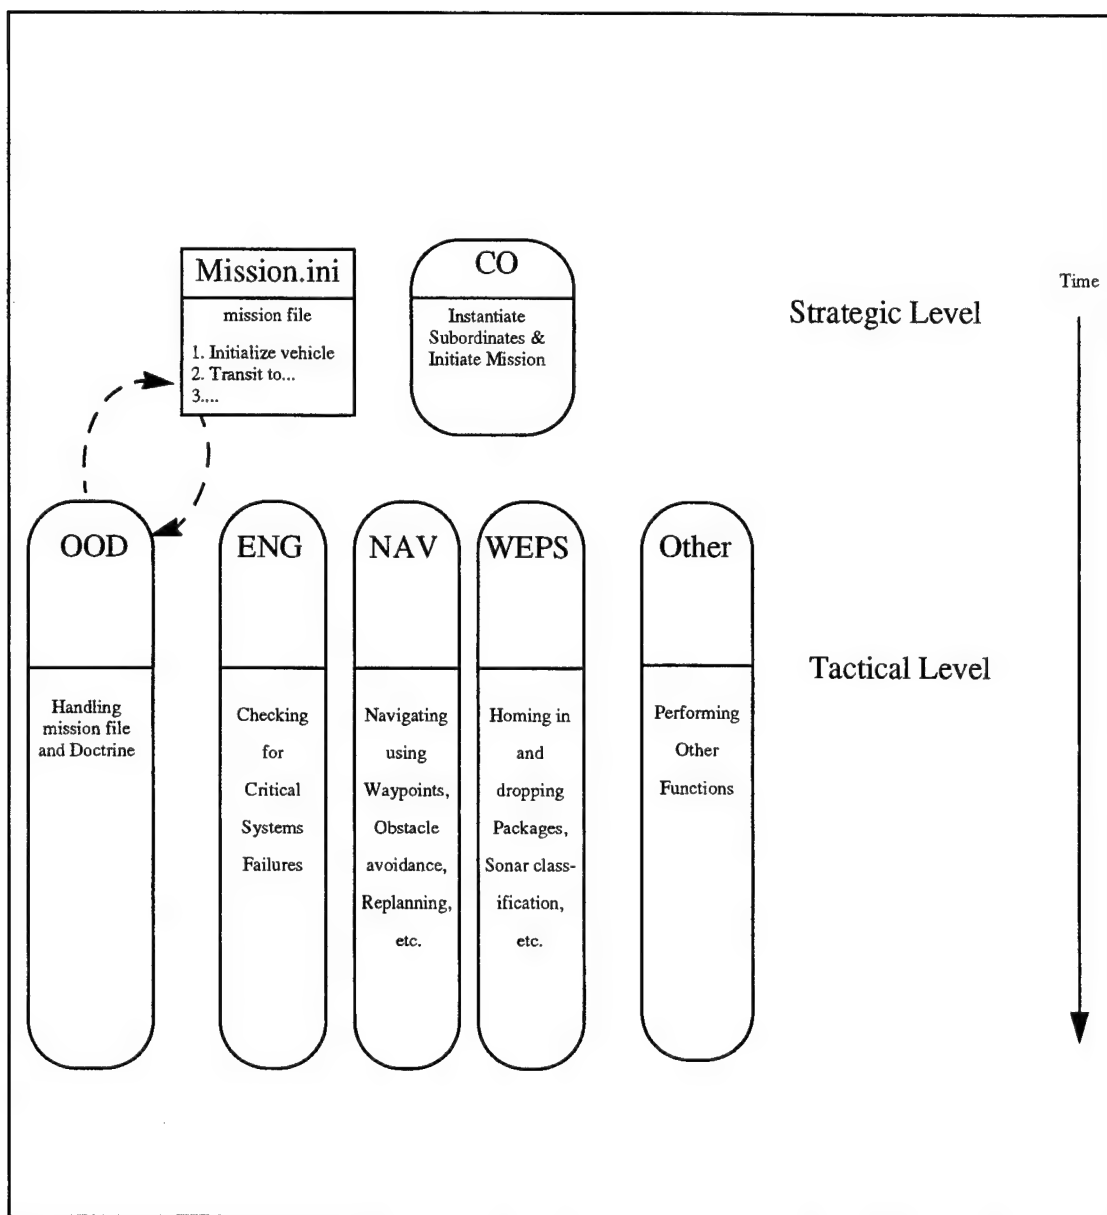 Mission.ini
mission file
1. Initialize vehicle
2. Transit to...
3....
CO
Instantiate
Subordinates &
Initiate Mission
Strategic Level
Time
OOD
Handling
mission file
and Doctrine
ENG
Checking
for
Critical
Systems
Failures
NAV
Navigating
using
Waypoints,
Obstacle
avoidance,
Replanning,
etc.
WEPS
Homing in
and
dropping
Packages,
Sonar class-
ification,
etc.
Other
Performing
Other
Functions
Tactical Level